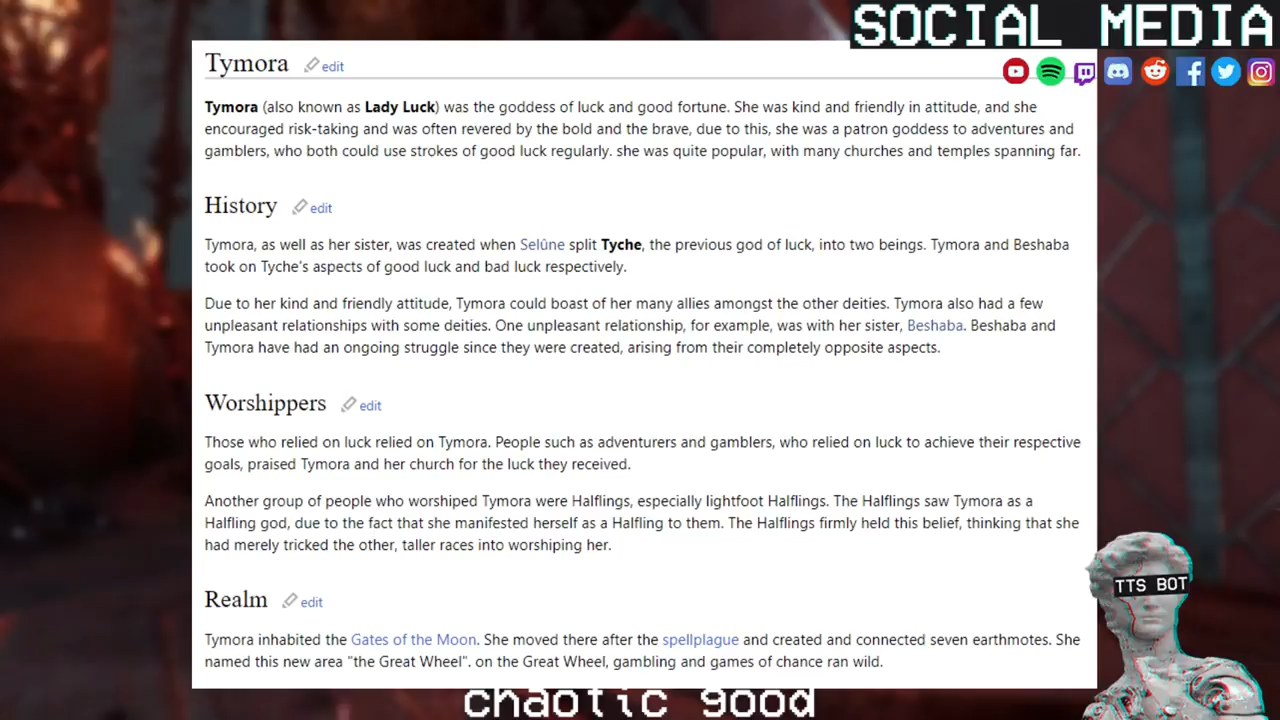 SOCIAL MEDIA
Tymora edit
Tymora (also known as Lady Luck) was the goddess of luck and good fortune. She was kind and friendly in attitude, and she
encouraged risk-taking and was often revered by the bold and the brave, due to this, she was a patron goddess to adventures and
gamblers, who both could use strokes of good luck regularly. she was quite popular, with many churches and temples spanning far.
History edit
Tymora, as well as her sister, was created when Selûne split Tyche, the previous god of luck, into two beings. Tymora and Beshaba
took on Tyche's aspects of good luck and bad luck respectively.
Due to her kind and friendly attitude, Tymora could boast of her many allies amongst the other deities. Tymora also had a few
unpleasant relationships with some deities. One unpleasant relationship, for example, was with her sister, Beshaba. Beshaba and
Tymora have had an ongoing struggle since they were created, arising from their completely opposite aspects.
Worshippers edit
Those who relied on luck relied on Tymora. People such as adventurers and gamblers, who relied on luck to achieve their respective
goals, praised Tymora and her church for the luck they received.
Another group of people who worshiped Tymora were Halflings, especially lightfoot Halflings. The Halflings saw Tymora as a
Halfling god, due to the fact that she manifested herself as a Halfling to them. The Halflings firmly held this belief, thinking that she
had merely tricked the other, taller races into worshiping her.
TTS BOT
Realm edit
Tymora inhabited the Gates of the Moon. She moved there after the spellplague and created and connected seven earthmotes. She
named this new area "the Great Wheel". on the Great Wheel, gambling and games of chance ran wild.
chaotic good